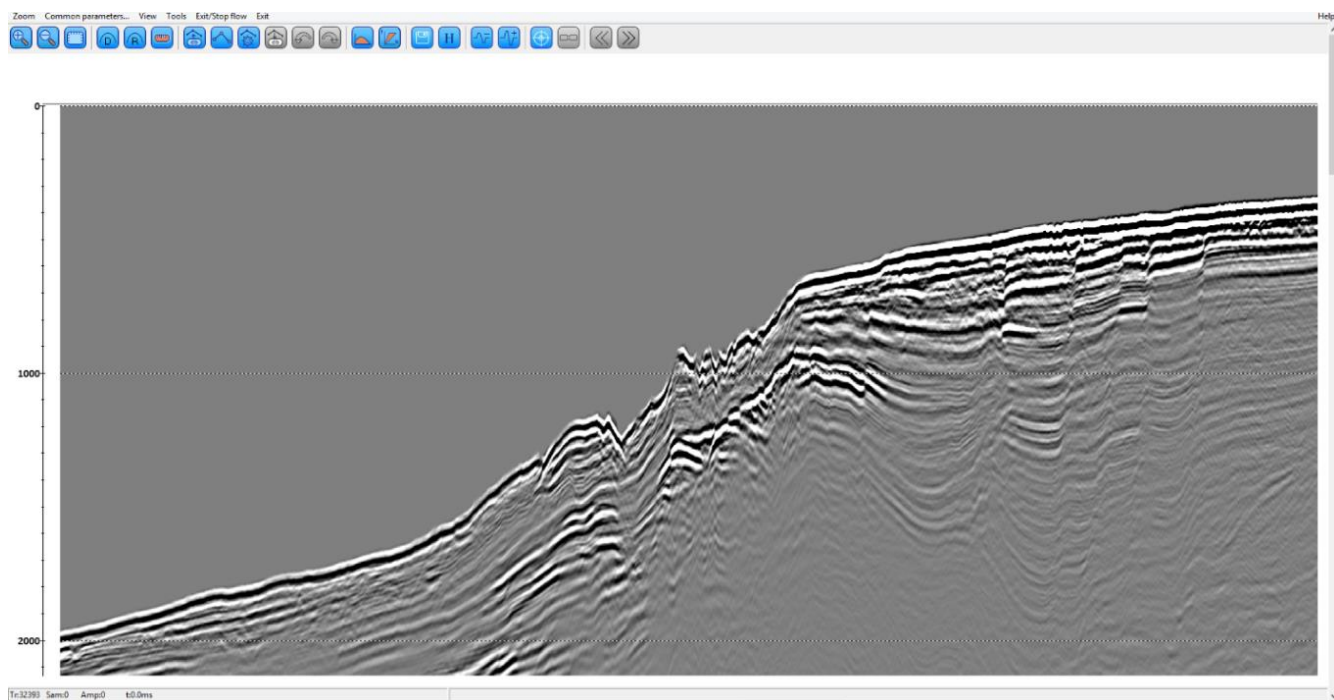 Zoom Common parameters... View Tools Exit/Stop flow Exit Help
D A H
0
1000
2000
Tr:32393 Sam:0 Amp:0 t:0.0ms